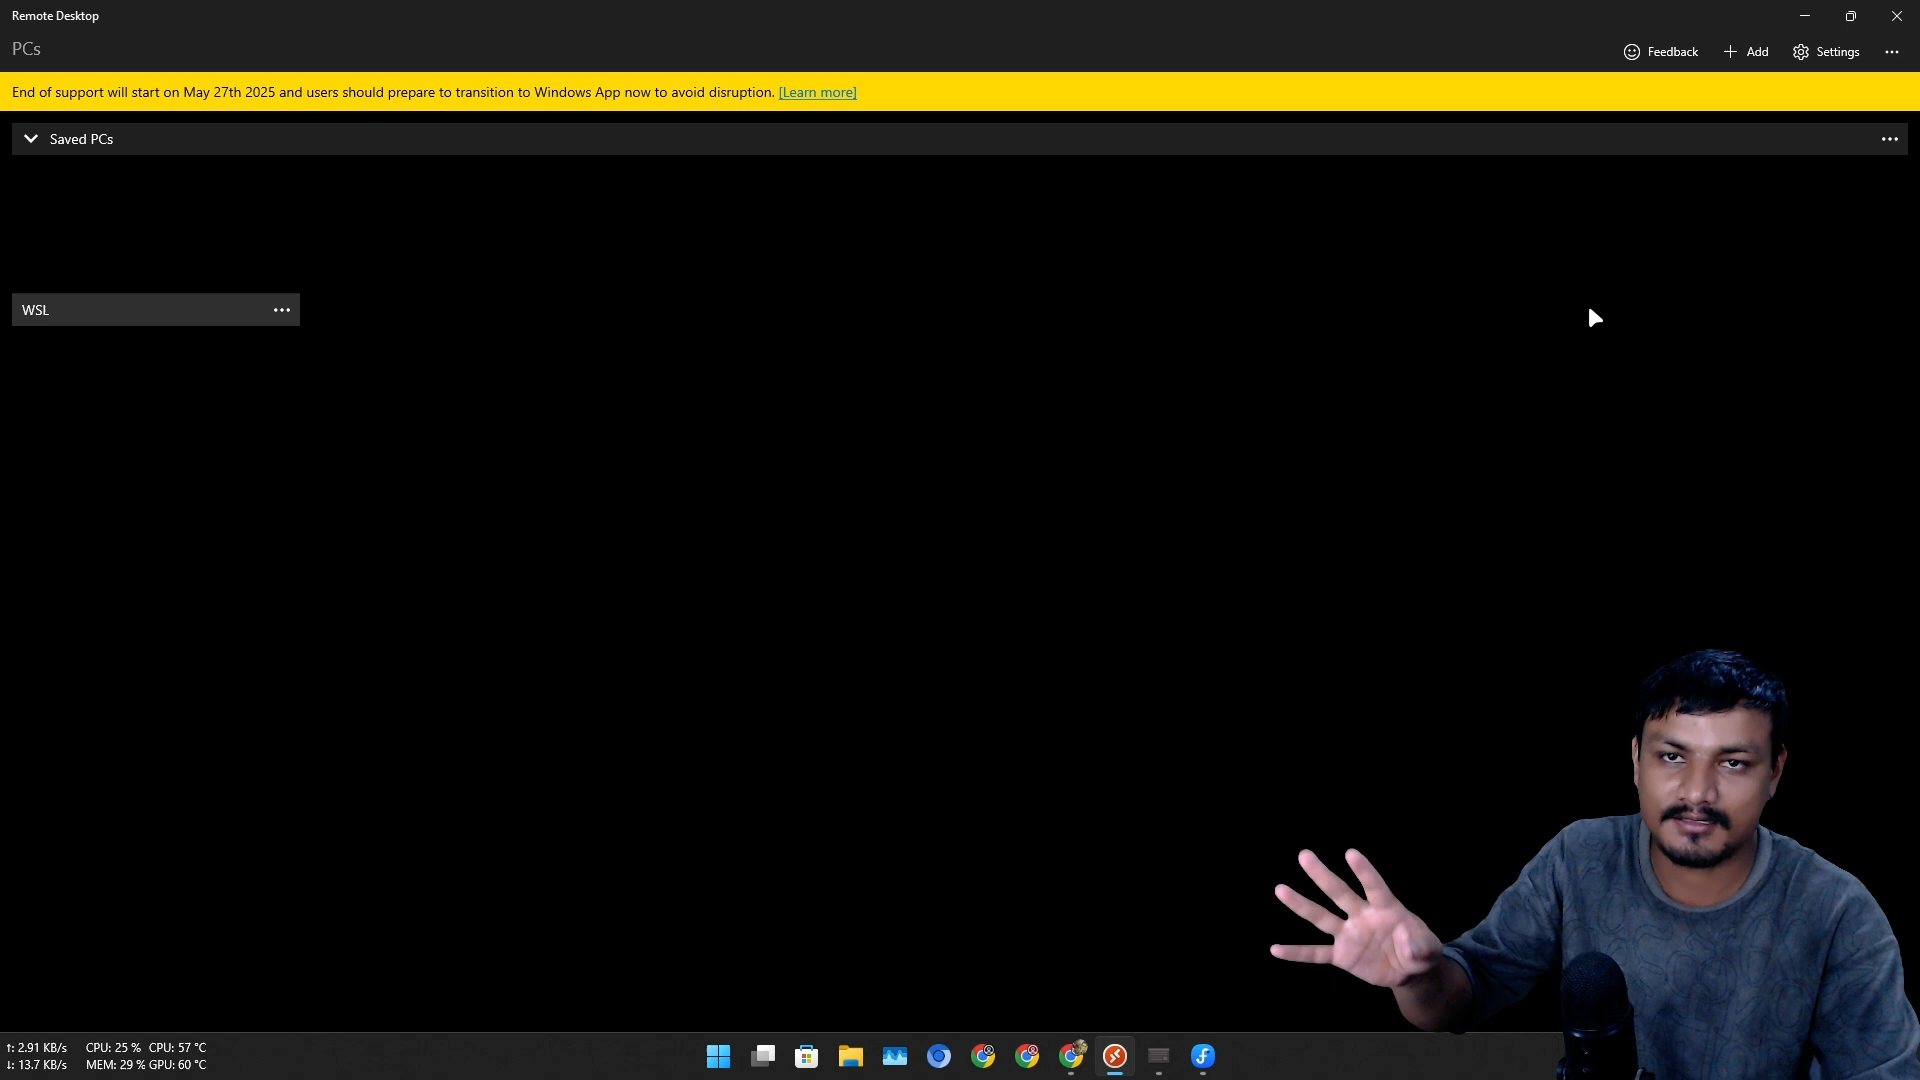 Remote Desktop
PCs
Feedback
Add
Settings
End of support will start on May 27th 2025 and users should prepare to transition to Windows App now to avoid disruption. [Learn more]
Saved PCs
WSL
↑: 2.91 KB/s CPU: 25 % CPU: 57 °C
↓: 13.7 KB/s MEM: 29 % GPU: 60 °C